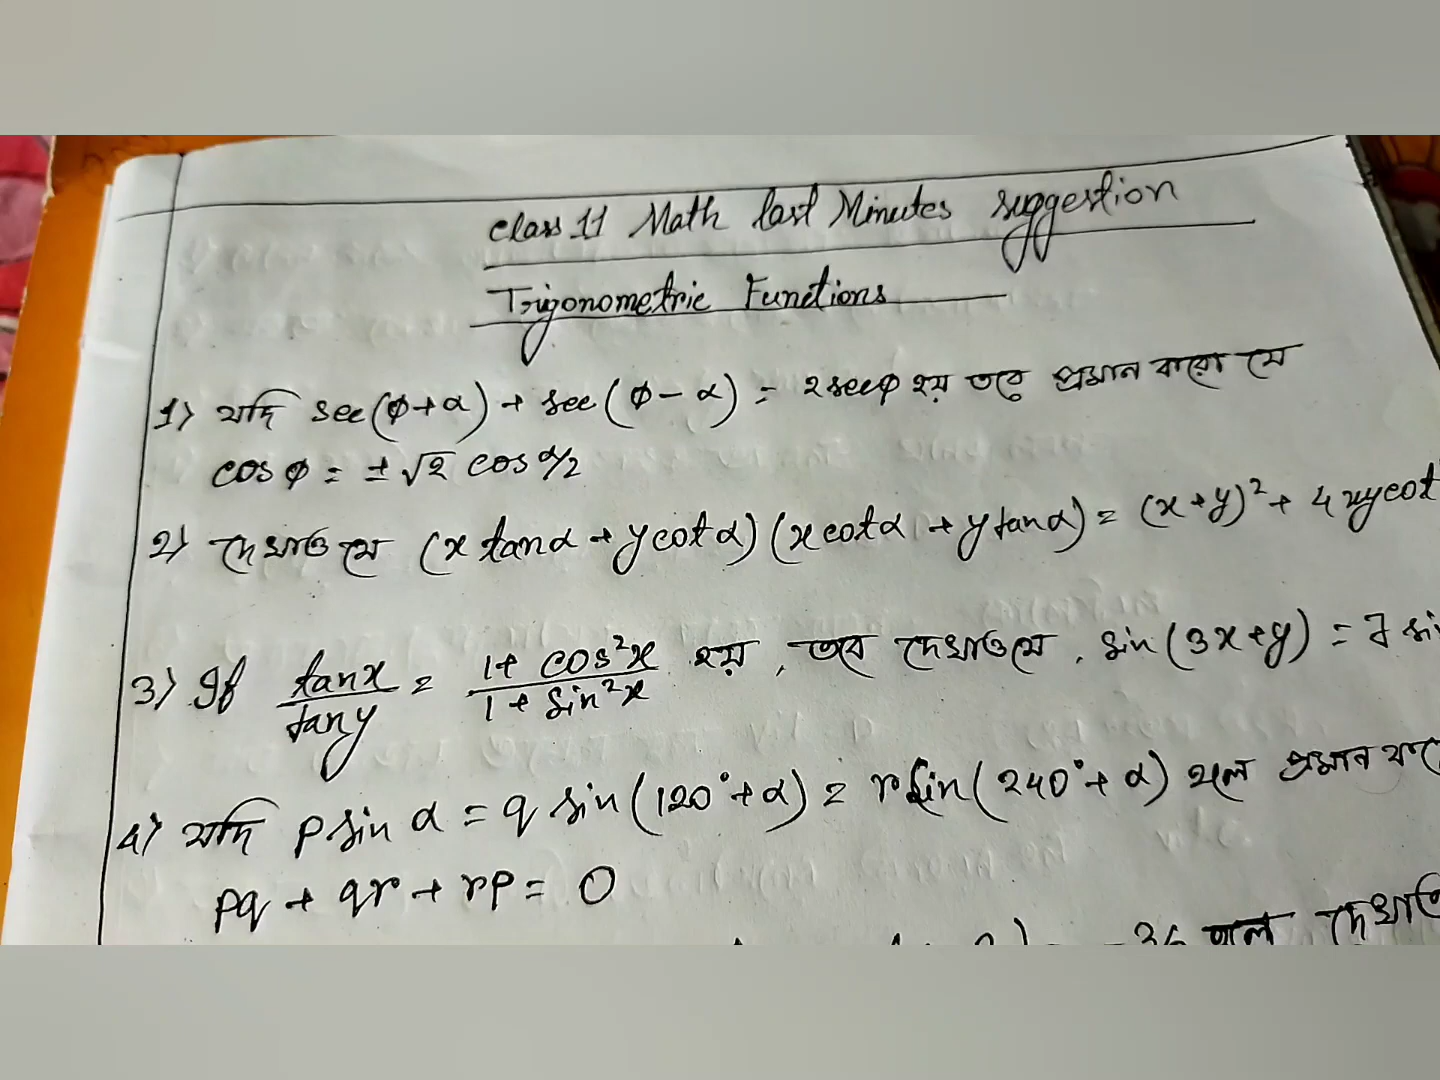 Class 11 Math last Minutes suggestion
Trigonometric Functions
1) যদি sec(φ+α) + sec(φ-α) = 2secφ হয় তবে প্রমান করো যে
cosφ = ±√2 cos α/2
2) দেখাও যে (x tanα + y cotα) (x cotα + y tanα) = (x+y)² + 4xycot
3) If tanx/tany = 1+cos²x/1+sin²x হয়, তবে দেখাও যে, sin(3x+y) = 7 si
4) যদি p sin α = q sin(120°+α) = r sin(240°+α) হলে প্রমান
pq + qr + rp = 0